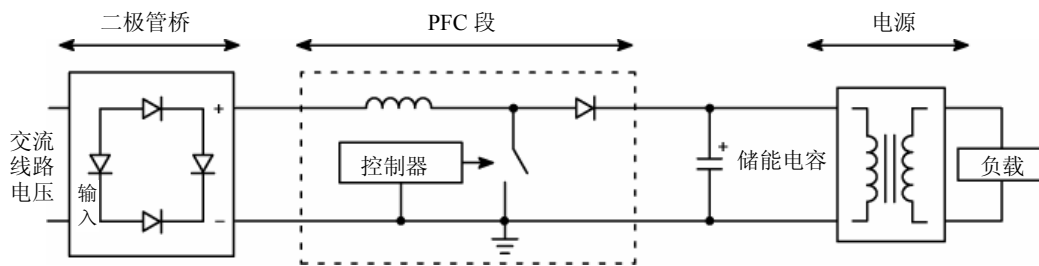 二极管桥
PFC 段
电源
交流
线路
电压
输
入
+
−
控制器
+
储能电容
负载